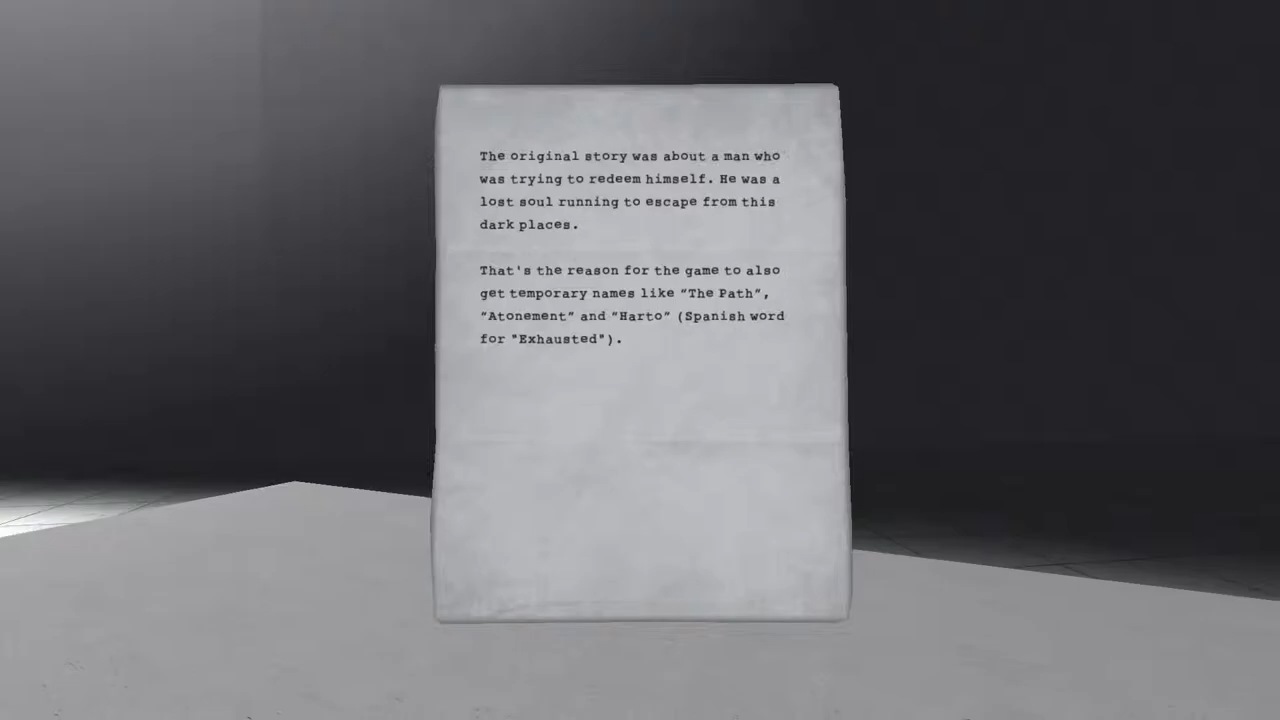 The original story was about a man who
was trying to redeem himself. He was a
lost soul running to escape from this
dark places.
That's the reason for the game to also
get temporary names like “The Path”,
“Atonement” and “Harto” (Spanish word
for "Exhausted").